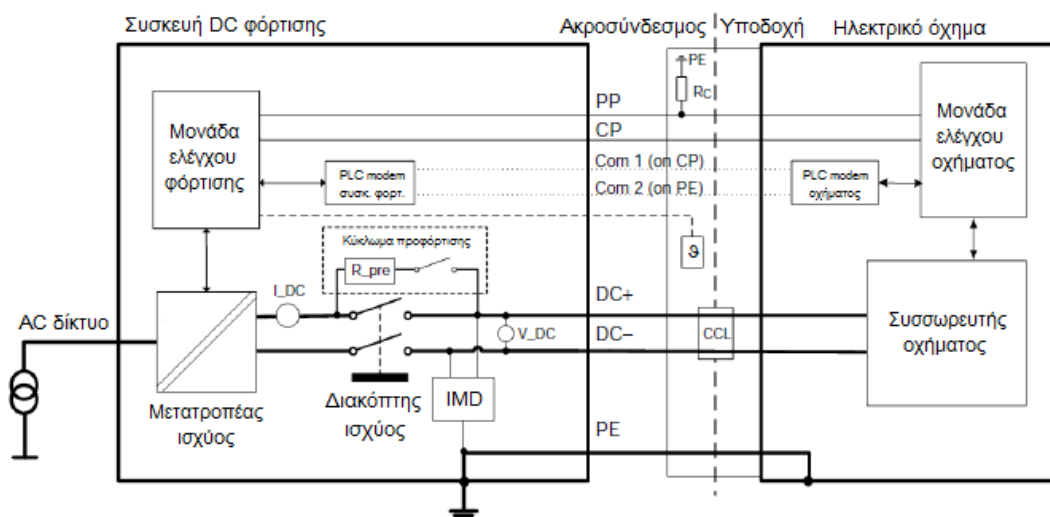 Συσκευή DC φόρτισης
Ακροσύνδεσμος
Υποδοχή
Ηλεκτρικό όχημα
PE
RC
PP
CP
Μονάδα
ελέγχου
φόρτισης
Μονάδα
ελέγχου
οχήματος
Com 1 (on CP)
Com 2 (on PE)
PLC modem
συσκ. φορτ.
PLC modem
οχήματος
Κύκλωμα προφόρτισης
R_pre
ϑ
I_DC
DC+
AC δίκτυο
V_DC
DC−
CCL
Συσσωρευτής
οχήματος
Μετατροπέας
ισχύος
Διακόπτης
ισχύος
IMD
PE